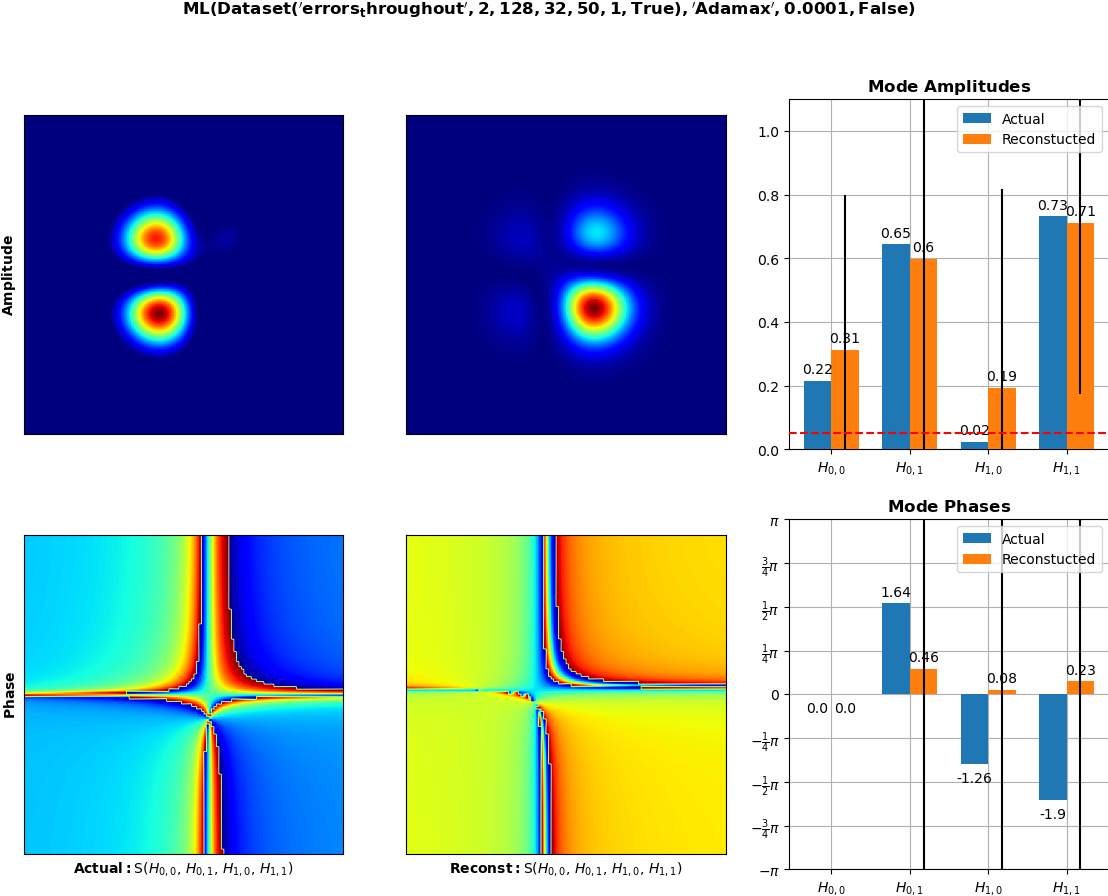 ML(Dataset('errors_throughout', 2, 128, 32, 50, 1, True), 'Adamax', 0.0001, False)
Amplitude
Mode Amplitudes
Actual
Reconstucted
1.0
0.8
0.6
0.4
0.2
0.0
0.22
0.31
0.65
0.6
0.02
0.19
0.73
0.71
H0,0
H0,1
H1,0
H1,1
Phase
Actual: S(H0,0, H0,1, H1,0, H1,1)
Reconst: S(H0,0, H0,1, H1,0, H1,1)
Mode Phases
Actual
Reconstucted
π
3/4π
1/2π
1/4π
0
−1/4π
−1/2π
−3/4π
−π
0.0
0.0
1.64
0.46
-1.26
0.08
-1.9
0.23
H0,0
H0,1
H1,0
H1,1